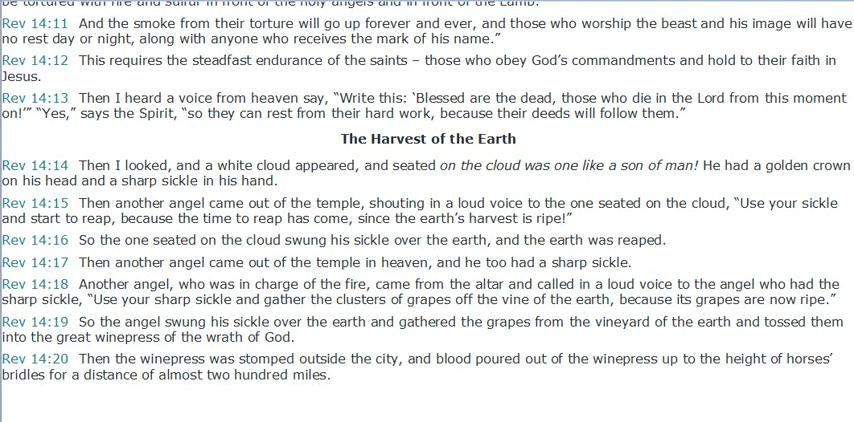 be tortured with fire and sulfur in front of the holy angels and in front of the Lamb.
Rev 14:11 And the smoke from their torture will go up forever and ever, and those who worship the beast and his image will have
no rest day or night, along with anyone who receives the mark of his name.”
Rev 14:12 This requires the steadfast endurance of the saints – those who obey God’s commandments and hold to their faith in
Jesus.
Rev 14:13 Then I heard a voice from heaven say, “Write this: ‘Blessed are the dead, those who die in the Lord from this moment
on!’” “Yes,” says the Spirit, “so they can rest from their hard work, because their deeds will follow them.”
The Harvest of the Earth
Rev 14:14 Then I looked, and a white cloud appeared, and seated on the cloud was one like a son of man! He had a golden crown
on his head and a sharp sickle in his hand.
Rev 14:15 Then another angel came out of the temple, shouting in a loud voice to the one seated on the cloud, “Use your sickle
and start to reap, because the time to reap has come, since the earth’s harvest is ripe!”
Rev 14:16 So the one seated on the cloud swung his sickle over the earth, and the earth was reaped.
Rev 14:17 Then another angel came out of the temple in heaven, and he too had a sharp sickle.
Rev 14:18 Another angel, who was in charge of the fire, came from the altar and called in a loud voice to the angel who had the
sharp sickle, “Use your sharp sickle and gather the clusters of grapes off the vine of the earth, because its grapes are now ripe.”
Rev 14:19 So the angel swung his sickle over the earth and gathered the grapes from the vineyard of the earth and tossed them
into the great winepress of the wrath of God.
Rev 14:20 Then the winepress was stomped outside the city, and blood poured out of the winepress up to the height of horses’
bridles for a distance of almost two hundred miles.